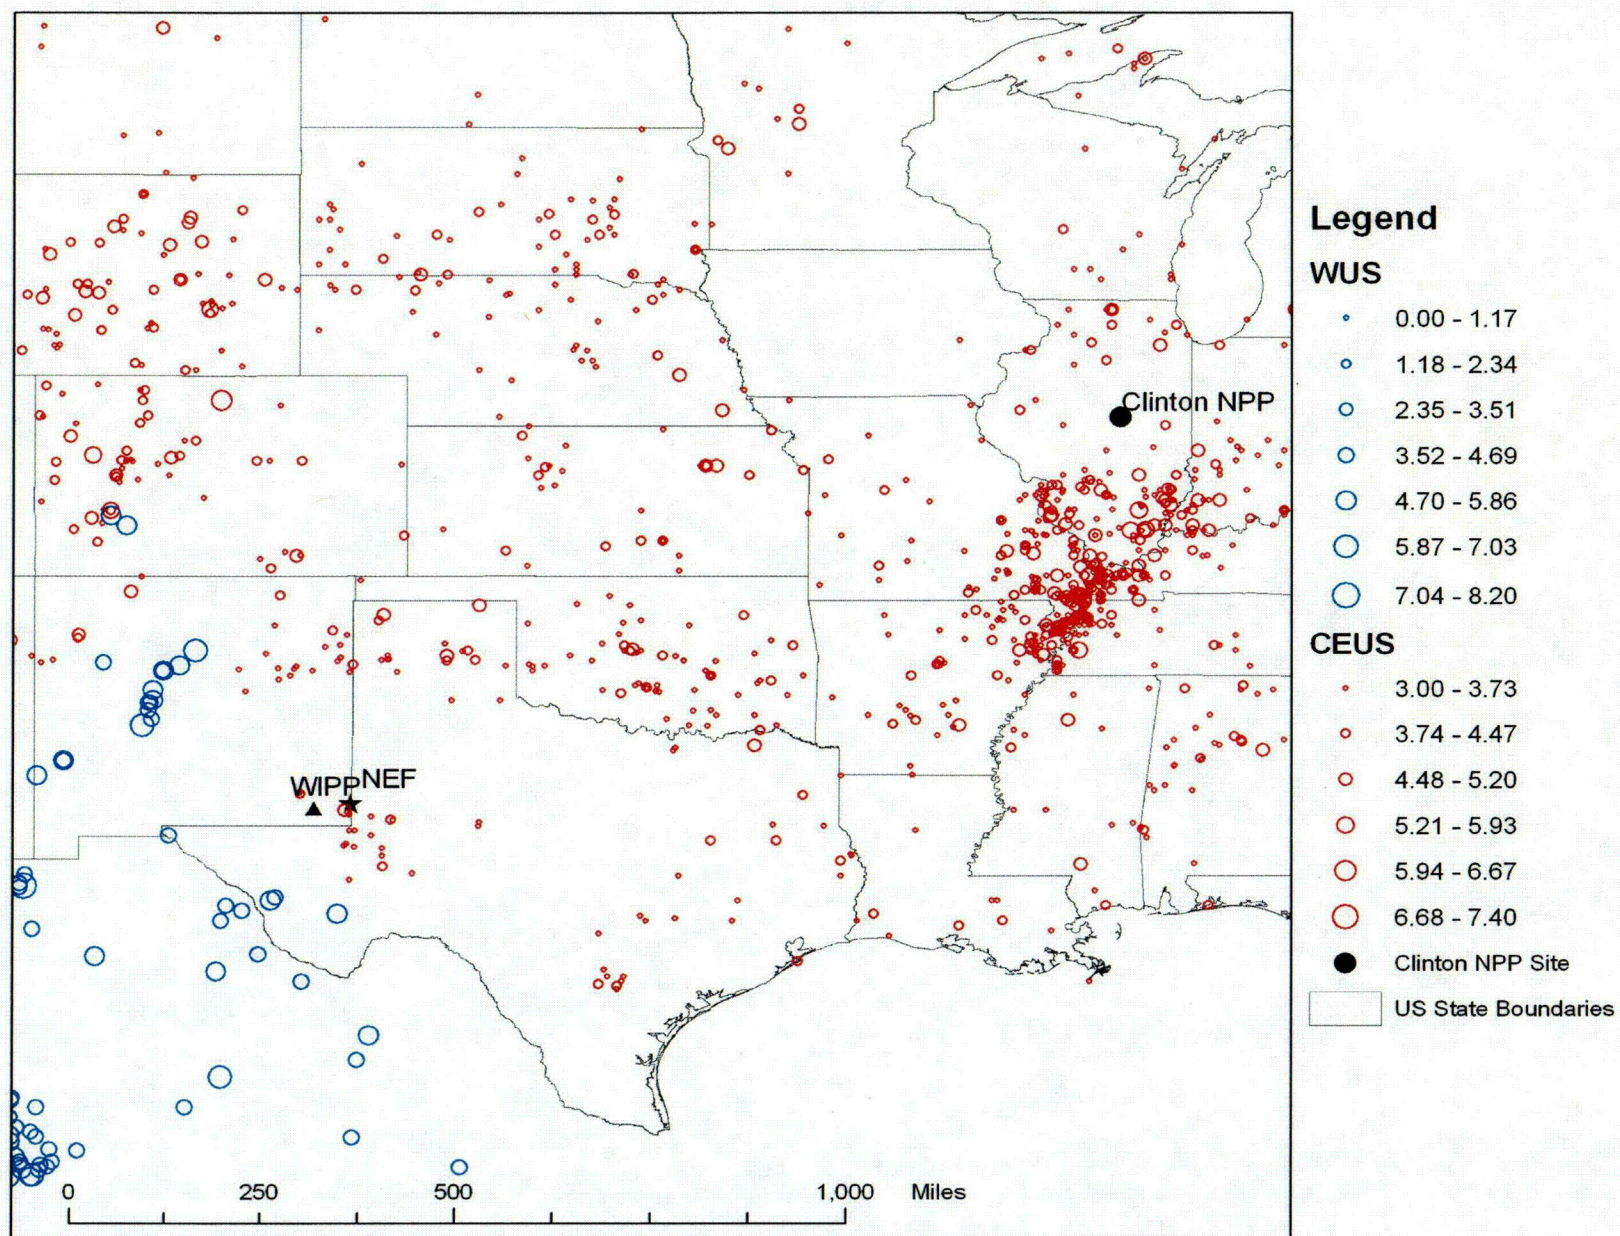 Clinton NPP
WIPP NEF
0 250 500 1,000 Miles
Legend
WUS
0.00 - 1.17
1.18 - 2.34
2.35 - 3.51
3.52 - 4.69
4.70 - 5.86
5.87 - 7.03
7.04 - 8.20
CEUS
3.00 - 3.73
3.74 - 4.47
4.48 - 5.20
5.21 - 5.93
5.94 - 6.67
6.68 - 7.40
Clinton NPP Site
US State Boundaries